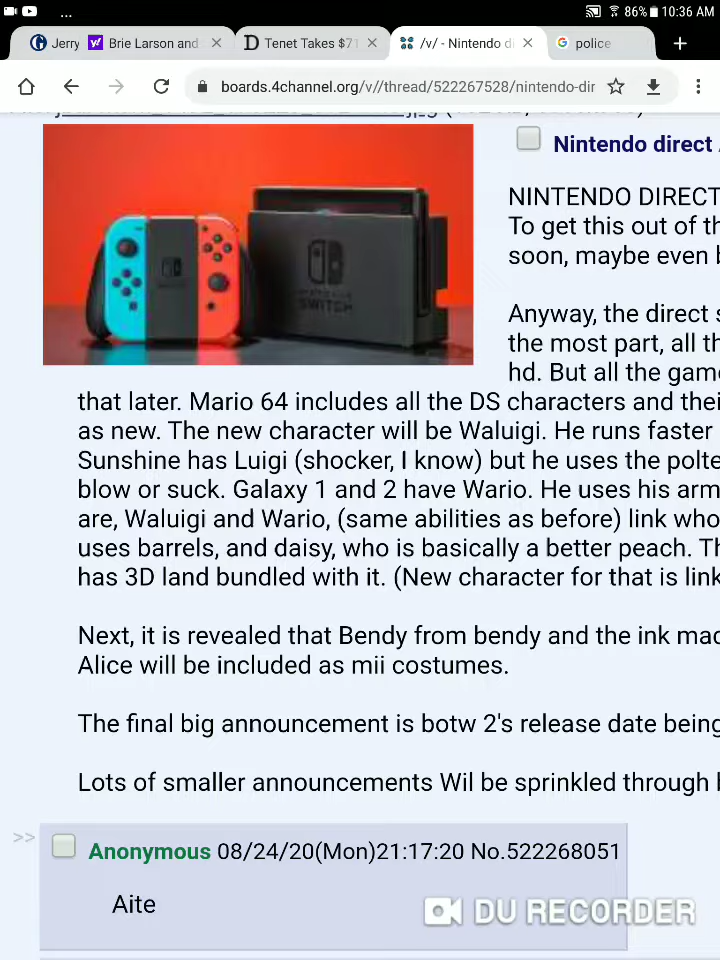 ...
86% 10:36 AM
Jerry
Brie Larson and
Tenet Takes $71
/v/ - Nintendo di
police
boards.4channel.org/v//thread/522267528/nintendo-dir
Nintendo direct
NINTENDO DIRECT
To get this out of th
soon, maybe even b
Anyway, the direct s
the most part, all th
hd. But all the game
that later. Mario 64 includes all the DS characters and thei
as new. The new character will be Waluigi. He runs faster
Sunshine has Luigi (shocker, I know) but he uses the polte
blow or suck. Galaxy 1 and 2 have Wario. He uses his arm
are, Waluigi and Wario, (same abilities as before) link who
uses barrels, and daisy, who is basically a better peach. Th
has 3D land bundled with it. (New character for that is link
Next, it is revealed that Bendy from bendy and the ink mac
Alice will be included as mii costumes.
The final big announcement is botw 2's release date being
Lots of smaller announcements Wil be sprinkled through b
>>
Anonymous 08/24/20(Mon)21:17:20 No.522268051
Aite
DU RECORDER
SWITCH